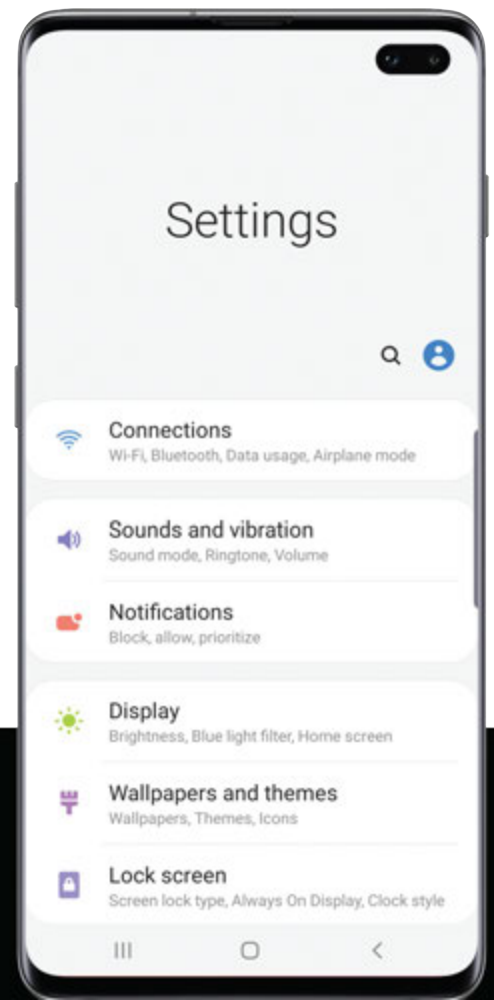 Settings
Connections
Wi-Fi, Bluetooth, Data usage, Airplane mode
Sounds and vibration
Sound mode, Ringtone, Volume
Notifications
Block, allow, prioritize
Display
Brightness, Blue light filter, Home screen
Wallpapers and themes
Wallpapers, Themes, Icons
Lock screen
Screen lock type, Always On Display, Clock style